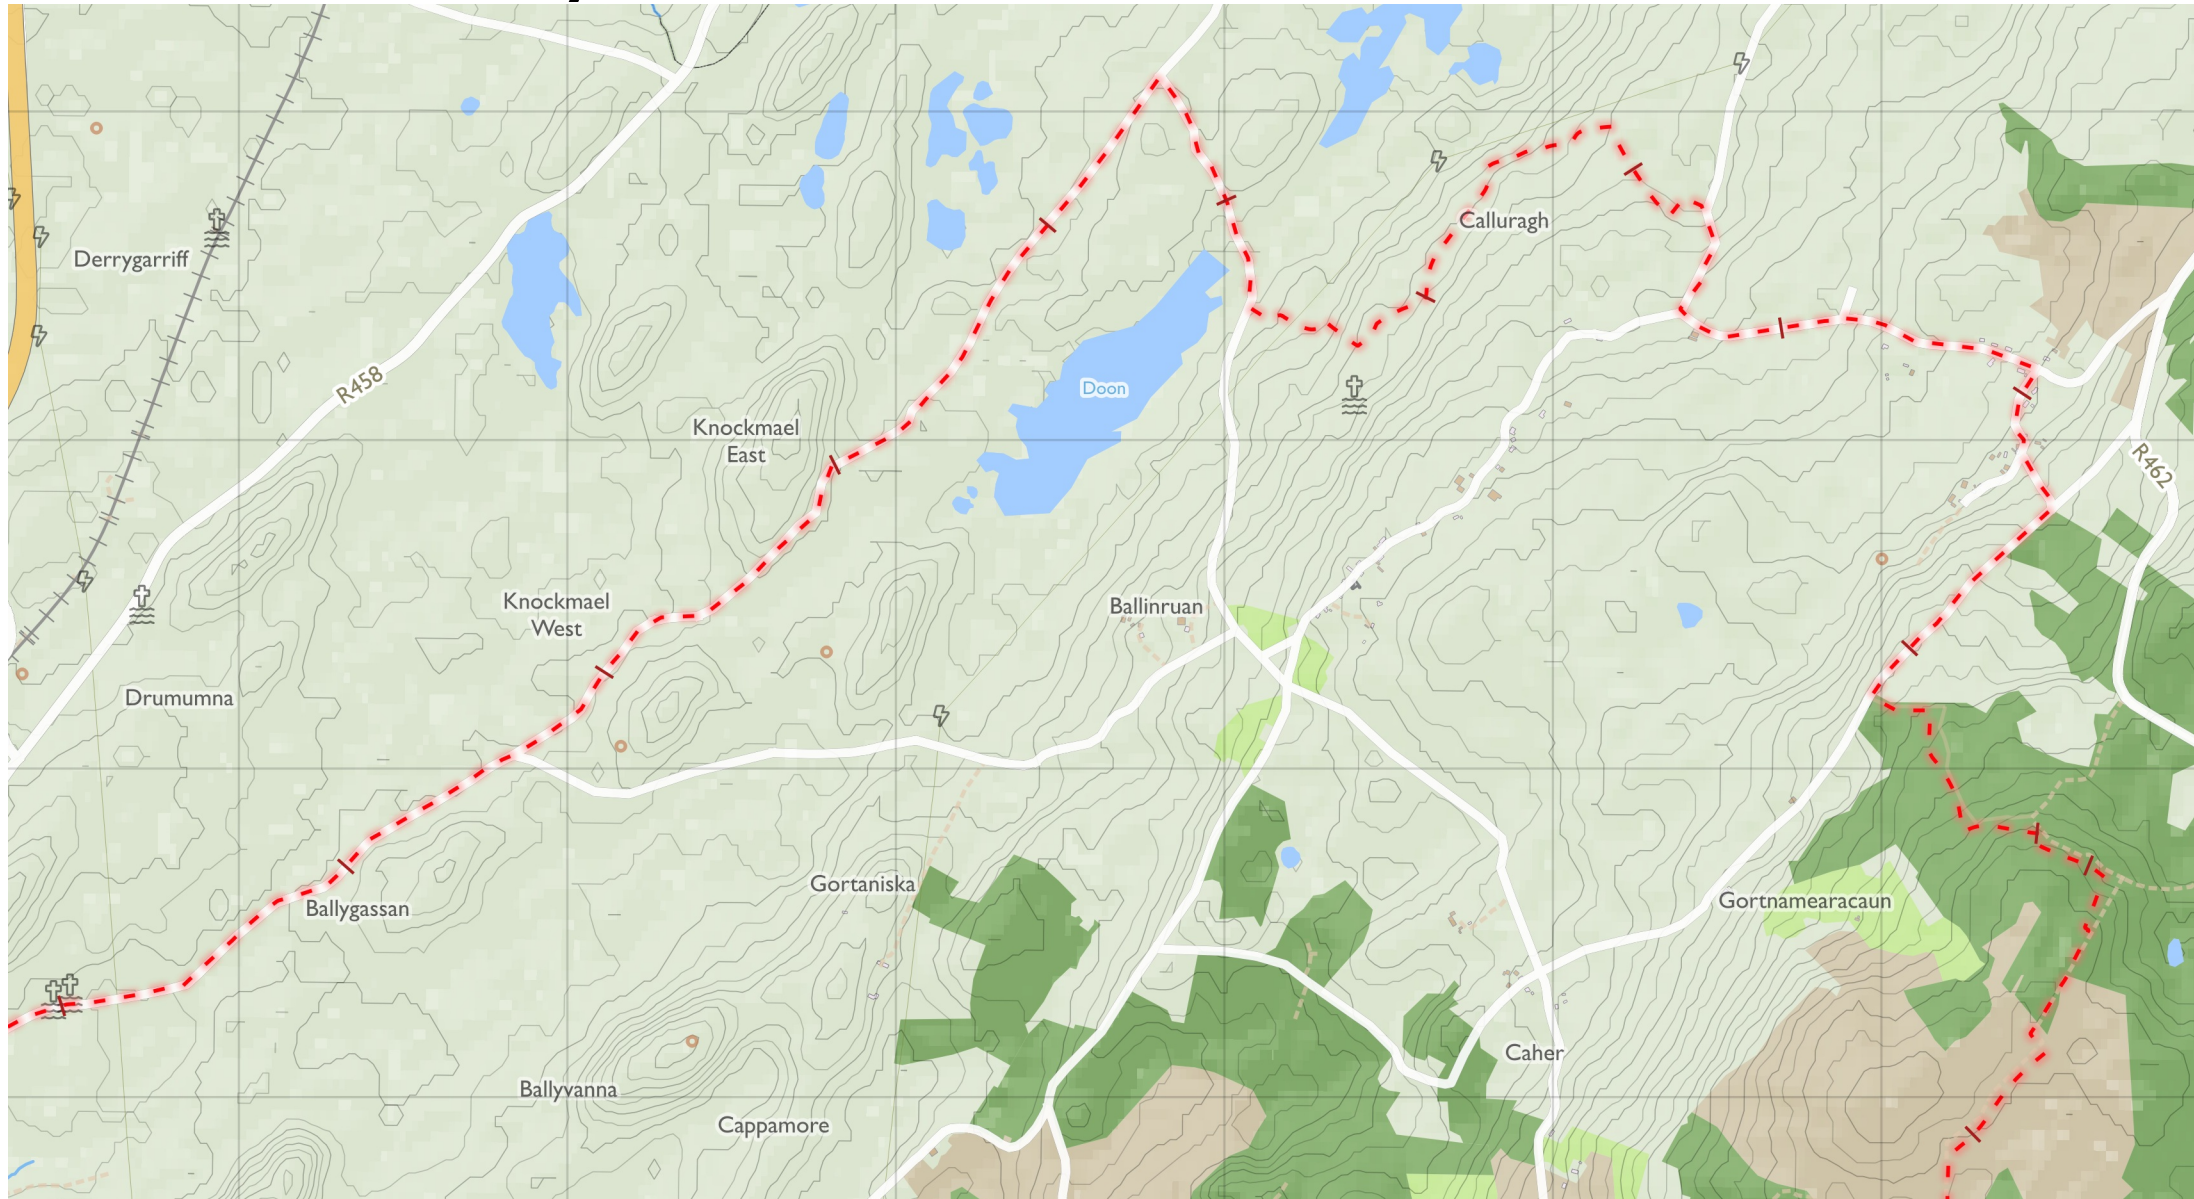 Calluragh
Derrygarriff
R458
Doon
Knockmael
East
R462
Knockmael
West
Ballinruan
Drumumna
Gortaniska
Gortnamearacaun
Ballygassan
Caher
Ballyvanna
Cappamore